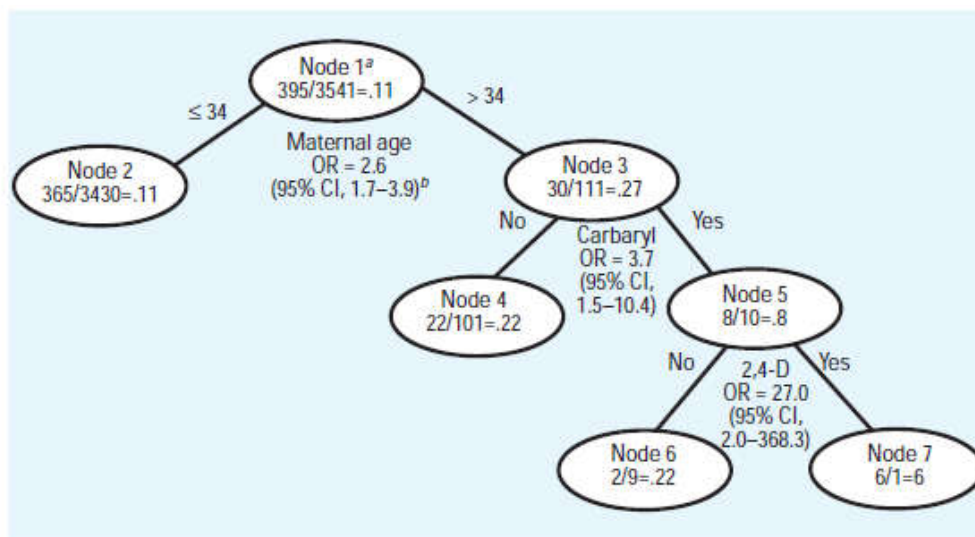 Node 1a
395/3541=.11
≤ 34
> 34
Maternal age
OR = 2.6
(95% CI, 1.7–3.9)b
Node 2
365/3430=.11
Node 3
30/111=.27
No
Yes
Carbaryl
OR = 3.7
(95% CI,
1.5–10.4)
Node 4
22/101=.22
Node 5
8/10=.8
No
Yes
2,4-D
OR = 27.0
(95% CI,
2.0–368.3)
Node 6
2/9=.22
Node 7
6/1=6